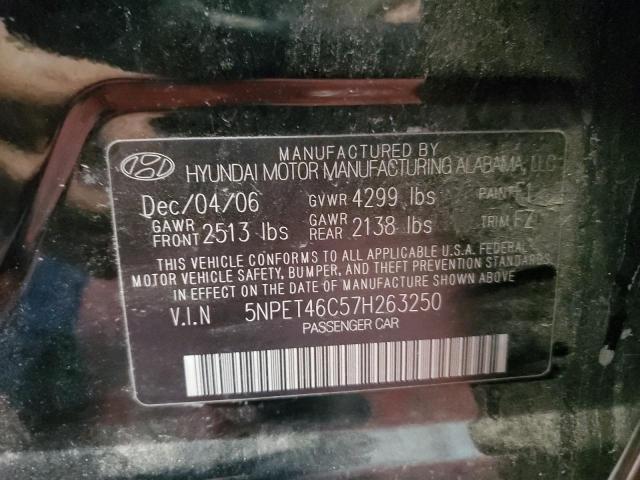 MANUFACTURED BY
HYUNDAI MOTOR MANUFACTURING ALABAMA, LLC
Dec/04/06 GVWR 4299 lbs PAINT
GAWR FRONT 2513 lbs GAWR REAR 2138 lbs TRIM FZ
THIS VEHICLE CONFORMS TO ALL APPLICABLE U.S.A. FEDERAL
MOTOR VEHICLE SAFETY, BUMPER, AND THEFT PREVENTION STANDARDS
IN EFFECT ON THE DATE OF MANUFACTURE SHOWN ABOVE
V.I.N 5NPET46C57H263250
PASSENGER CAR